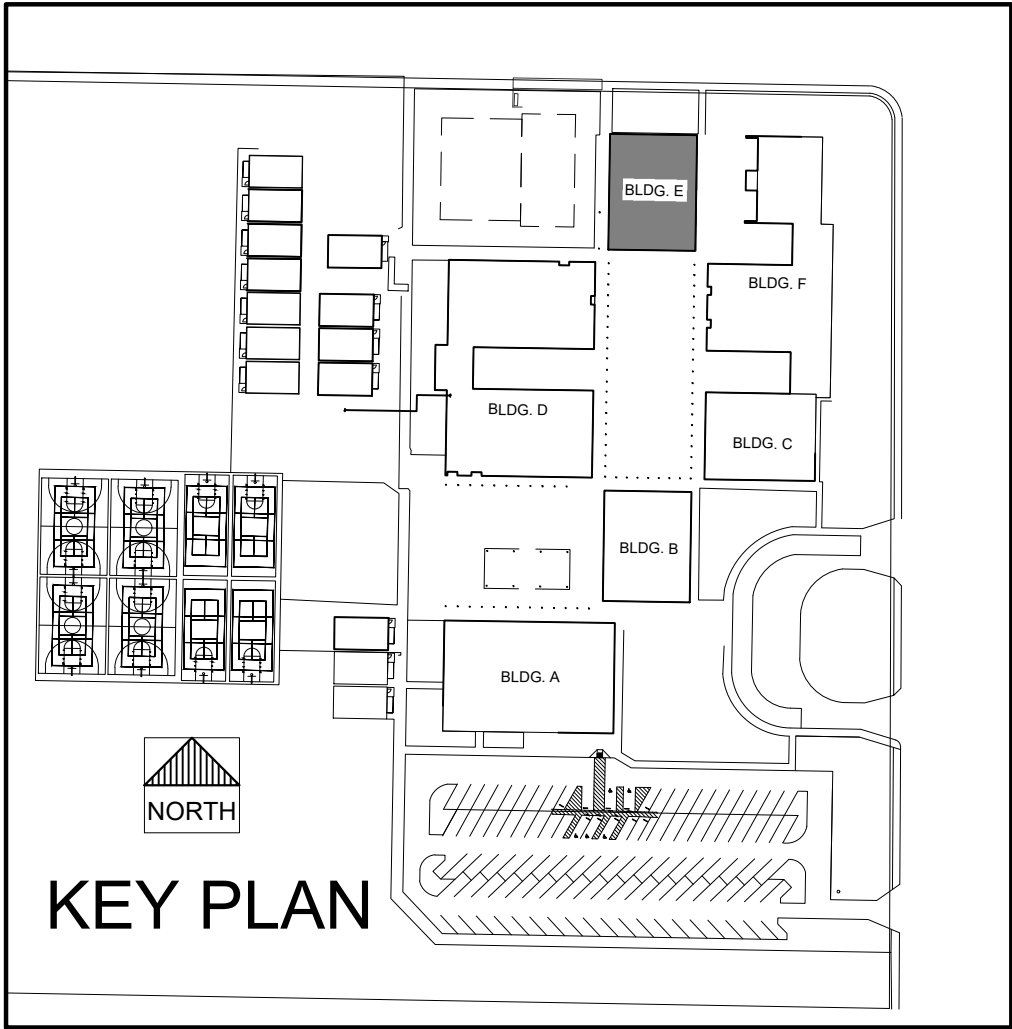 BLDG. E
BLDG. F
BLDG. D
BLDG. C
BLDG. B
BLDG. A
NORTH
KEY PLAN